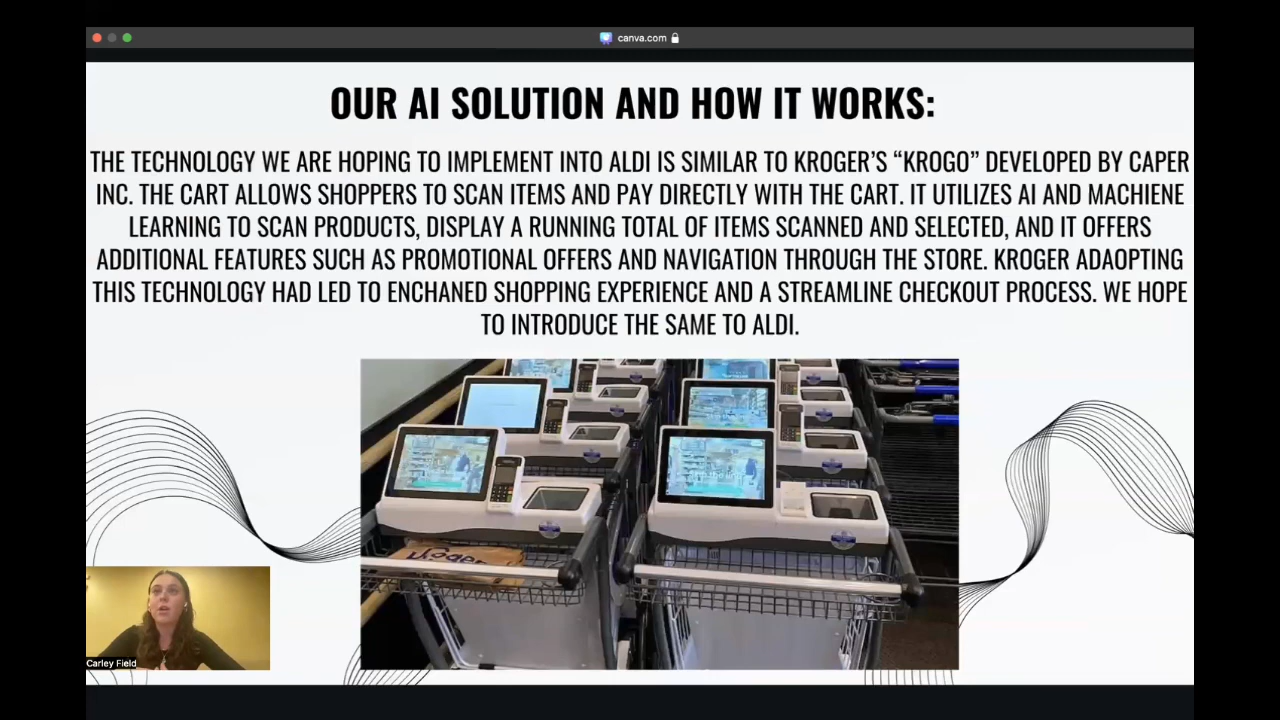 canva.com
OUR AI SOLUTION AND HOW IT WORKS:
THE TECHNOLOGY WE ARE HOPING TO IMPLEMENT INTO ALDI IS SIMILAR TO KROGER'S “KROGO” DEVELOPED BY CAPER
INC. THE CART ALLOWS SHOPPERS TO SCAN ITEMS AND PAY DIRECTLY WITH THE CART. IT UTILIZES AI AND MACHIENE
LEARNING TO SCAN PRODUCTS, DISPLAY A RUNNING TOTAL OF ITEMS SCANNED AND SELECTED, AND IT OFFERS
ADDITIONAL FEATURES SUCH AS PROMOTIONAL OFFERS AND NAVIGATION THROUGH THE STORE. KROGER ADAOPTING
THIS TECHNOLOGY HAD LED TO ENCHANED SHOPPING EXPERIENCE AND A STREAMLINE CHECKOUT PROCESS. WE HOPE
TO INTRODUCE THE SAME TO ALDI.
Carley Field